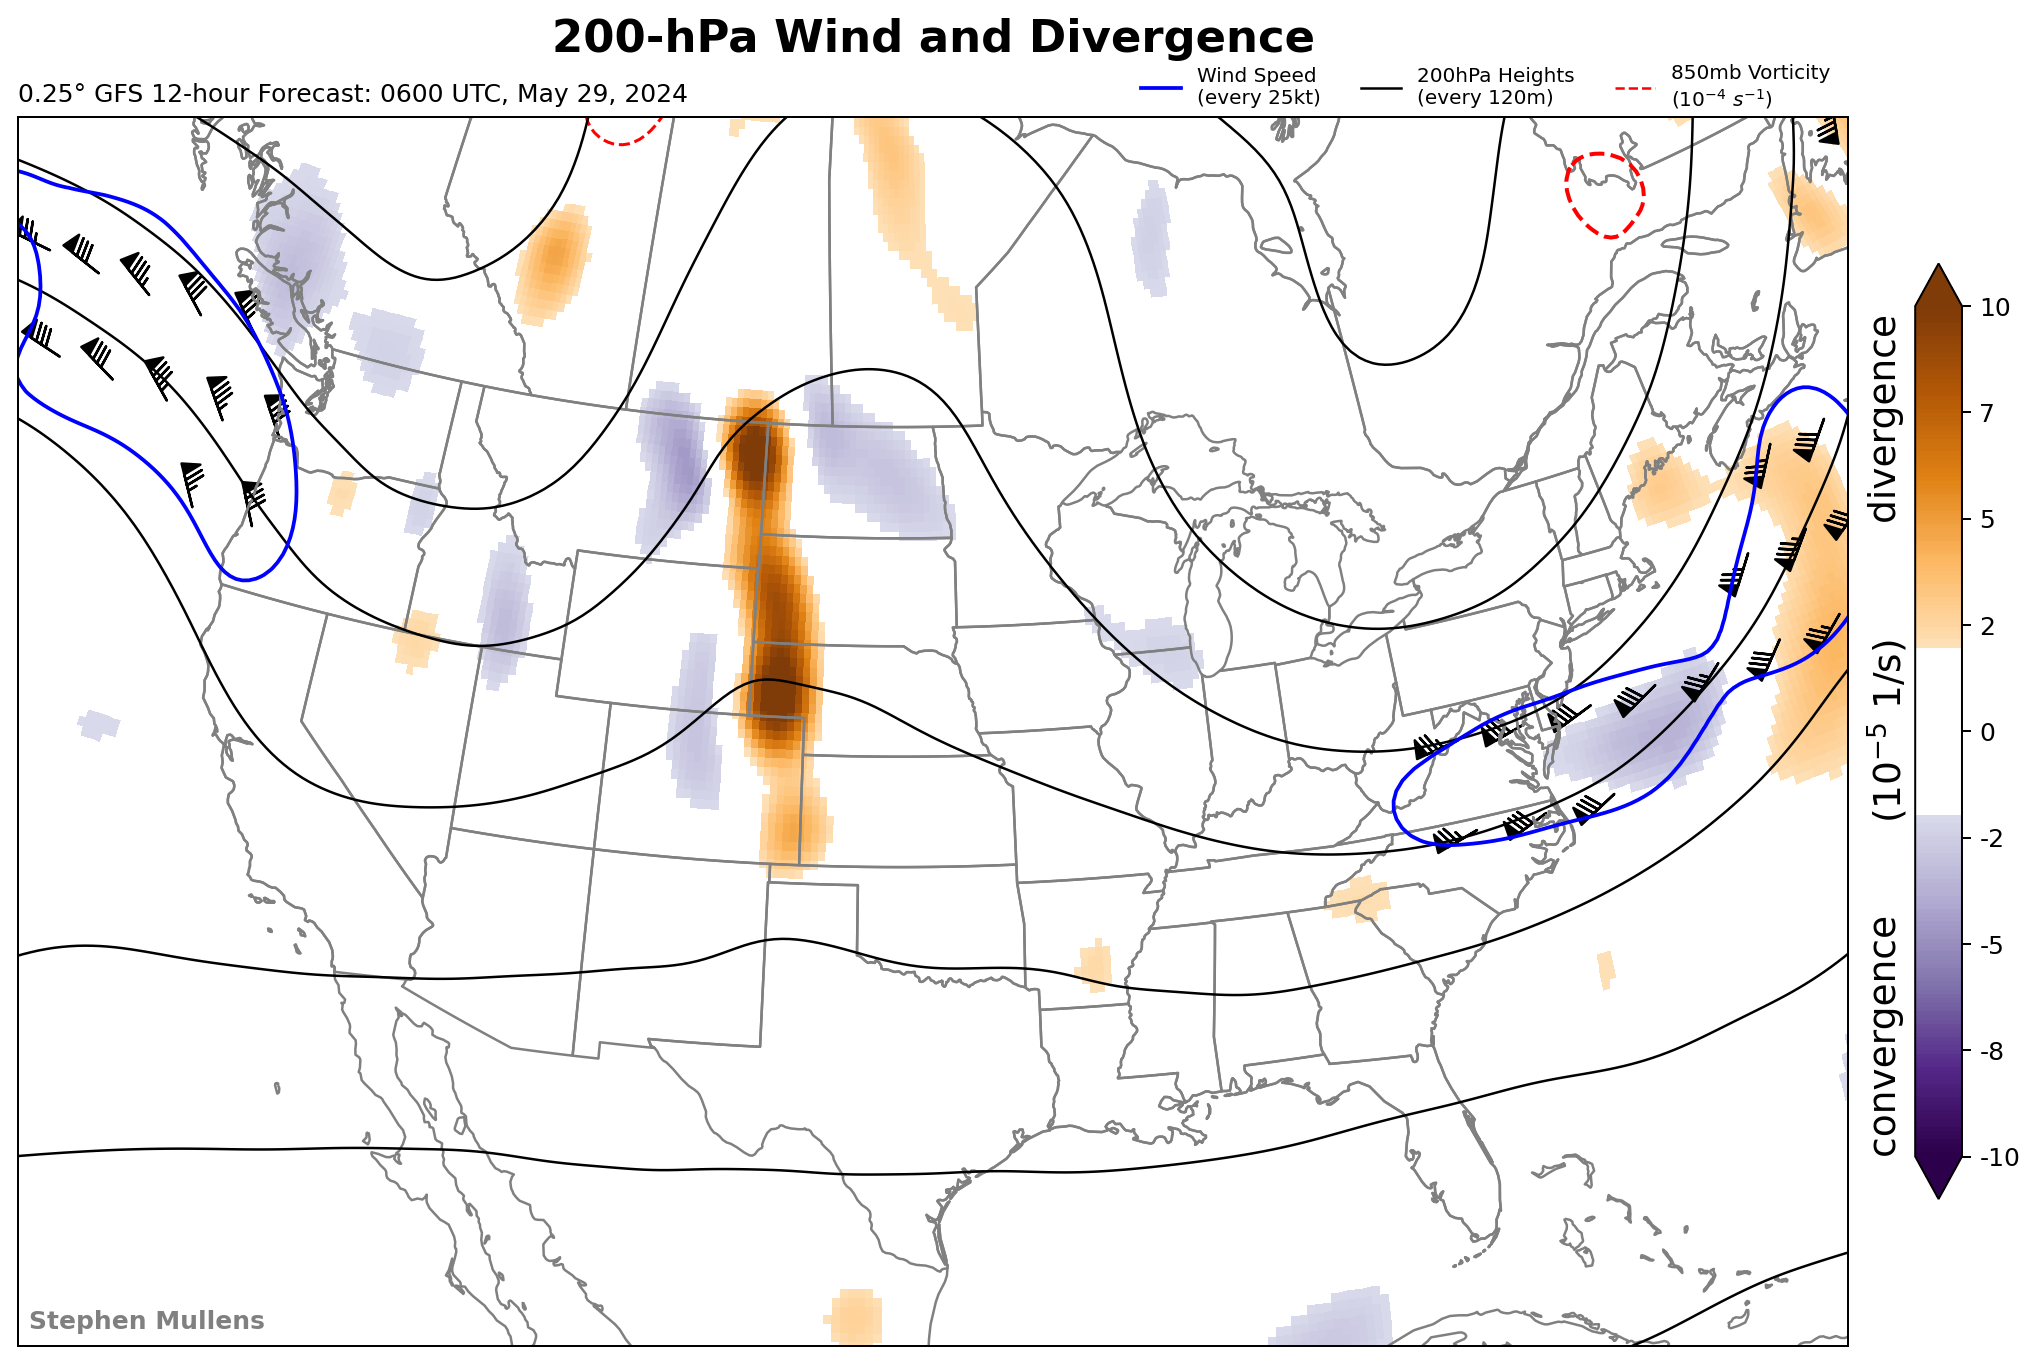 200-hPa Wind and Divergence
0.25° GFS 12-hour Forecast: 0600 UTC, May 29, 2024
Wind Speed
(every 25kt)
200hPa Heights
(every 120m)
850mb Vorticity
(10⁻⁴ s⁻¹)
10
7
5
2
0
-2
-5
-8
-10
divergence
(10⁻⁵ 1/s)
convergence
Stephen Mullens